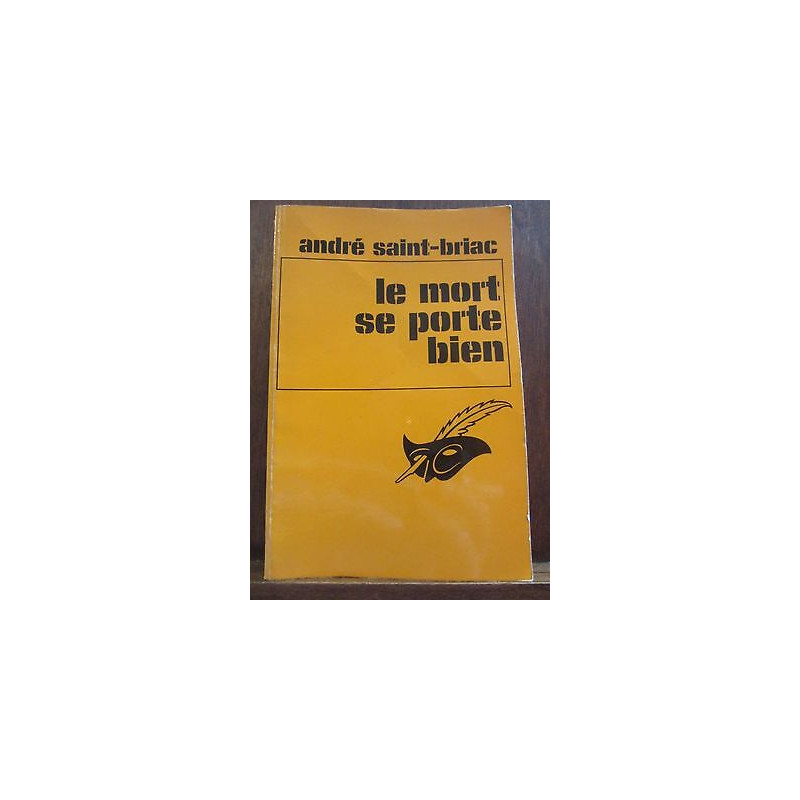 andré saint-briac
le mort
se porte
bien